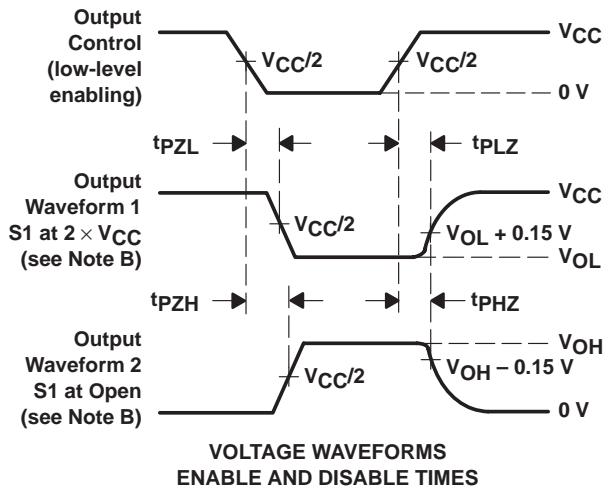 Output
Control
(low-level
enabling)
VCC
VCC/2
VCC/2
0 V
tPZL
tPLZ
Output
Waveform 1
S1 at 2 × VCC
(see Note B)
VCC
VCC/2
VOL + 0.15 V
VOL
tPZH
tPHZ
Output
Waveform 2
S1 at Open
(see Note B)
VOH
VOH − 0.15 V
VCC/2
0 V
VOLTAGE WAVEFORMS
ENABLE AND DISABLE TIMES